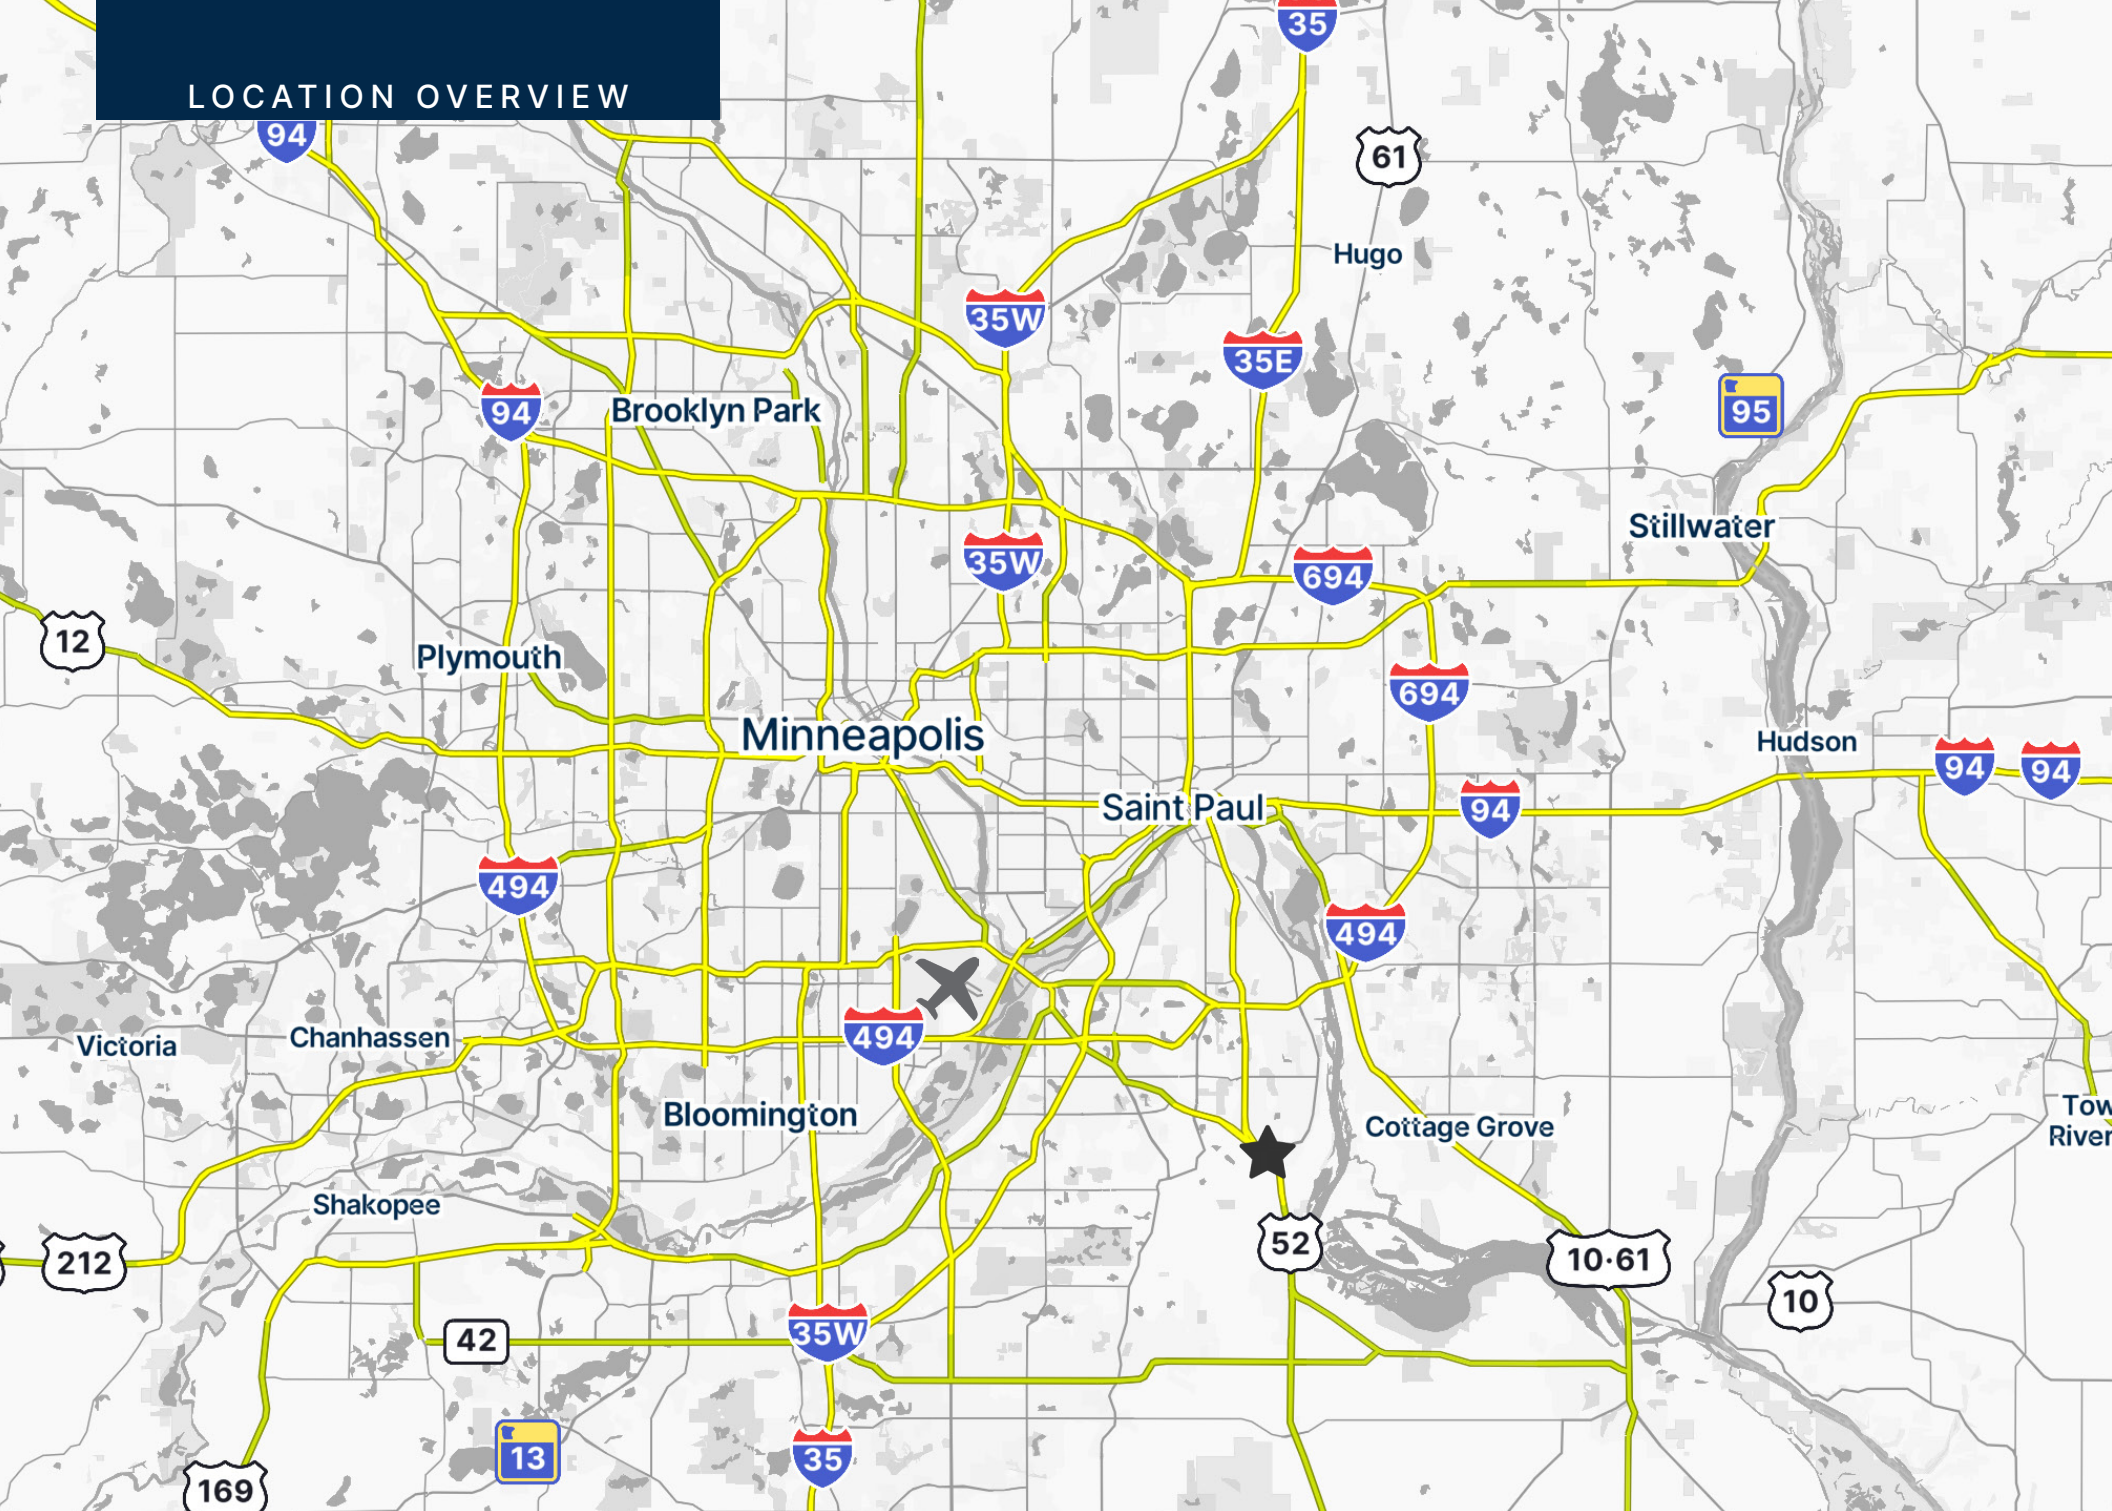 LOCATION OVERVIEW
35
94
61
Hugo
35W
35E
94
Brooklyn Park
95
Stillwater
35W
694
12
Plymouth
694
Minneapolis
Hudson
94
94
Saint Paul
94
494
494
Victoria
Chanhassen
494
Bloomington
Cottage Grove
Tow
River
Shakopee
52
212
10·61
10
42
35W
13
35
169